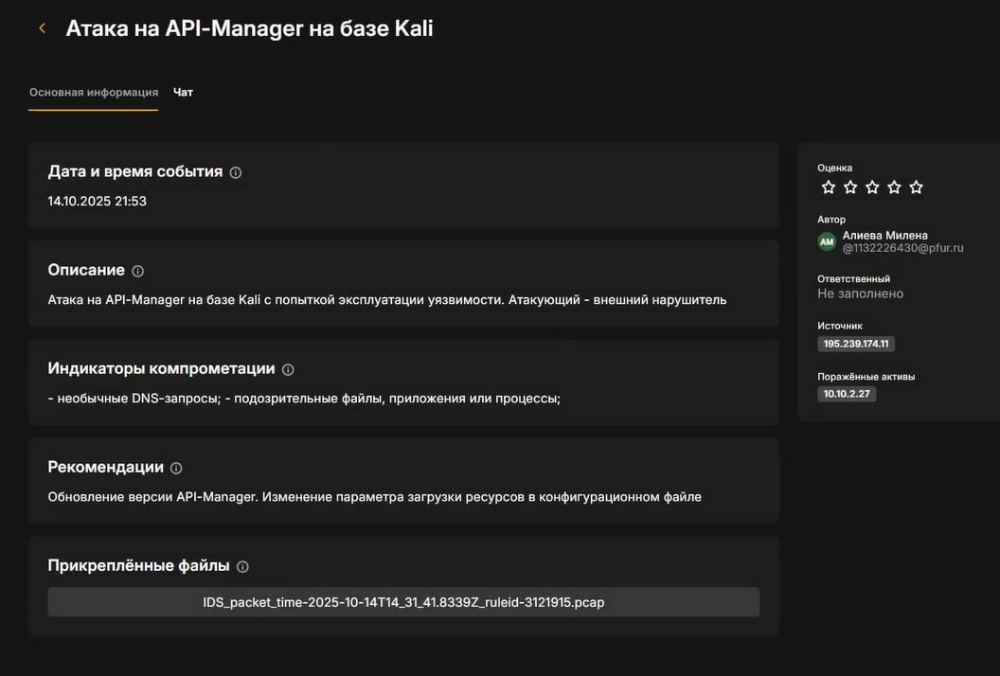 Атака на API-Manager на базе Kali
Основная информация
Чат
Дата и время события
14.10.2025 21:53
Описание
Атака на API-Manager на базе Kali с попыткой эксплуатации уязвимости. Атакующий - внешний нарушитель
Индикаторы компрометации
- необычные DNS-запросы; - подозрительные файлы, приложения или процессы;
Рекомендации
Обновление версии API-Manager. Изменение параметра загрузки ресурсов в конфигурационном файле
Прикреплённые файлы
IDS_packet_time-2025-10-14T14_31_41.8339Z_ruleid-3121915.pcap
Оценка
Автор
АМ
Алиева Милена
@1132226430@pfur.ru
Ответственный
Не заполнено
Источник
195.239.174.11
Поражённые активы
10.10.2.27